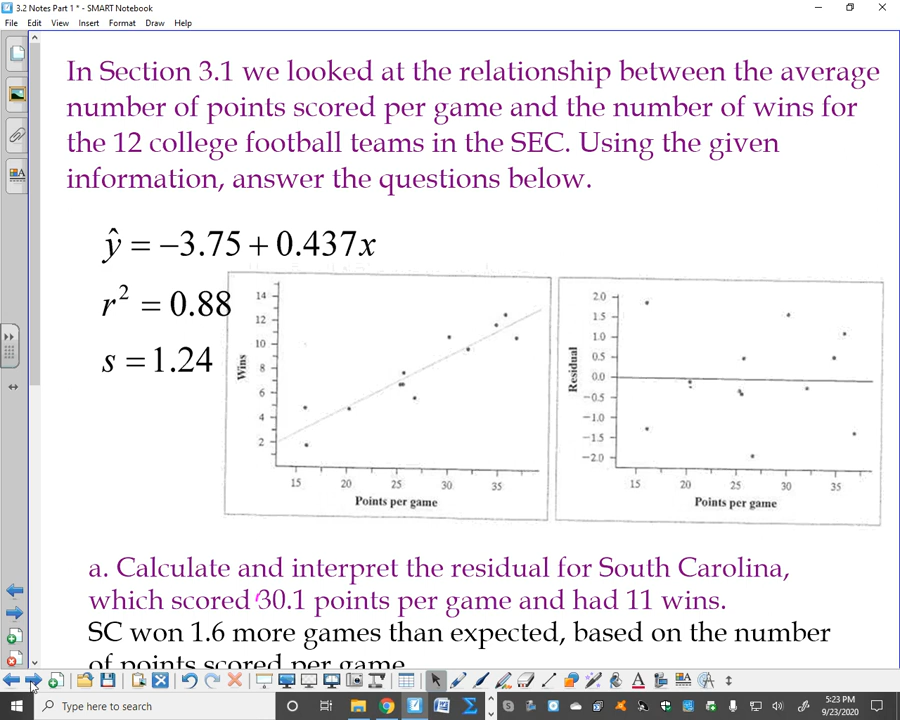 3.2 Notes Part 1 * - SMART Notebook
File Edit View Insert Format Draw Help
In Section 3.1 we looked at the relationship between the average
number of points scored per game and the number of wins for
the 12 college football teams in the SEC. Using the given
information, answer the questions below.
ŷ = −3.75 + 0.437x
r² = 0.88
s = 1.24
14
12
10
8
6
4
2
Wins
15 20 25 30 35
Points per game
2.0
1.5
1.0
0.5
0.0
−0.5
−1.0
−1.5
−2.0
Residual
15 20 25 30 35
Points per game
a. Calculate and interpret the residual for South Carolina,
which scored 30.1 points per game and had 11 wins.
SC won 1.6 more games than expected, based on the number
of points scored per game
Type here to search
5:23 PM
9/23/2020